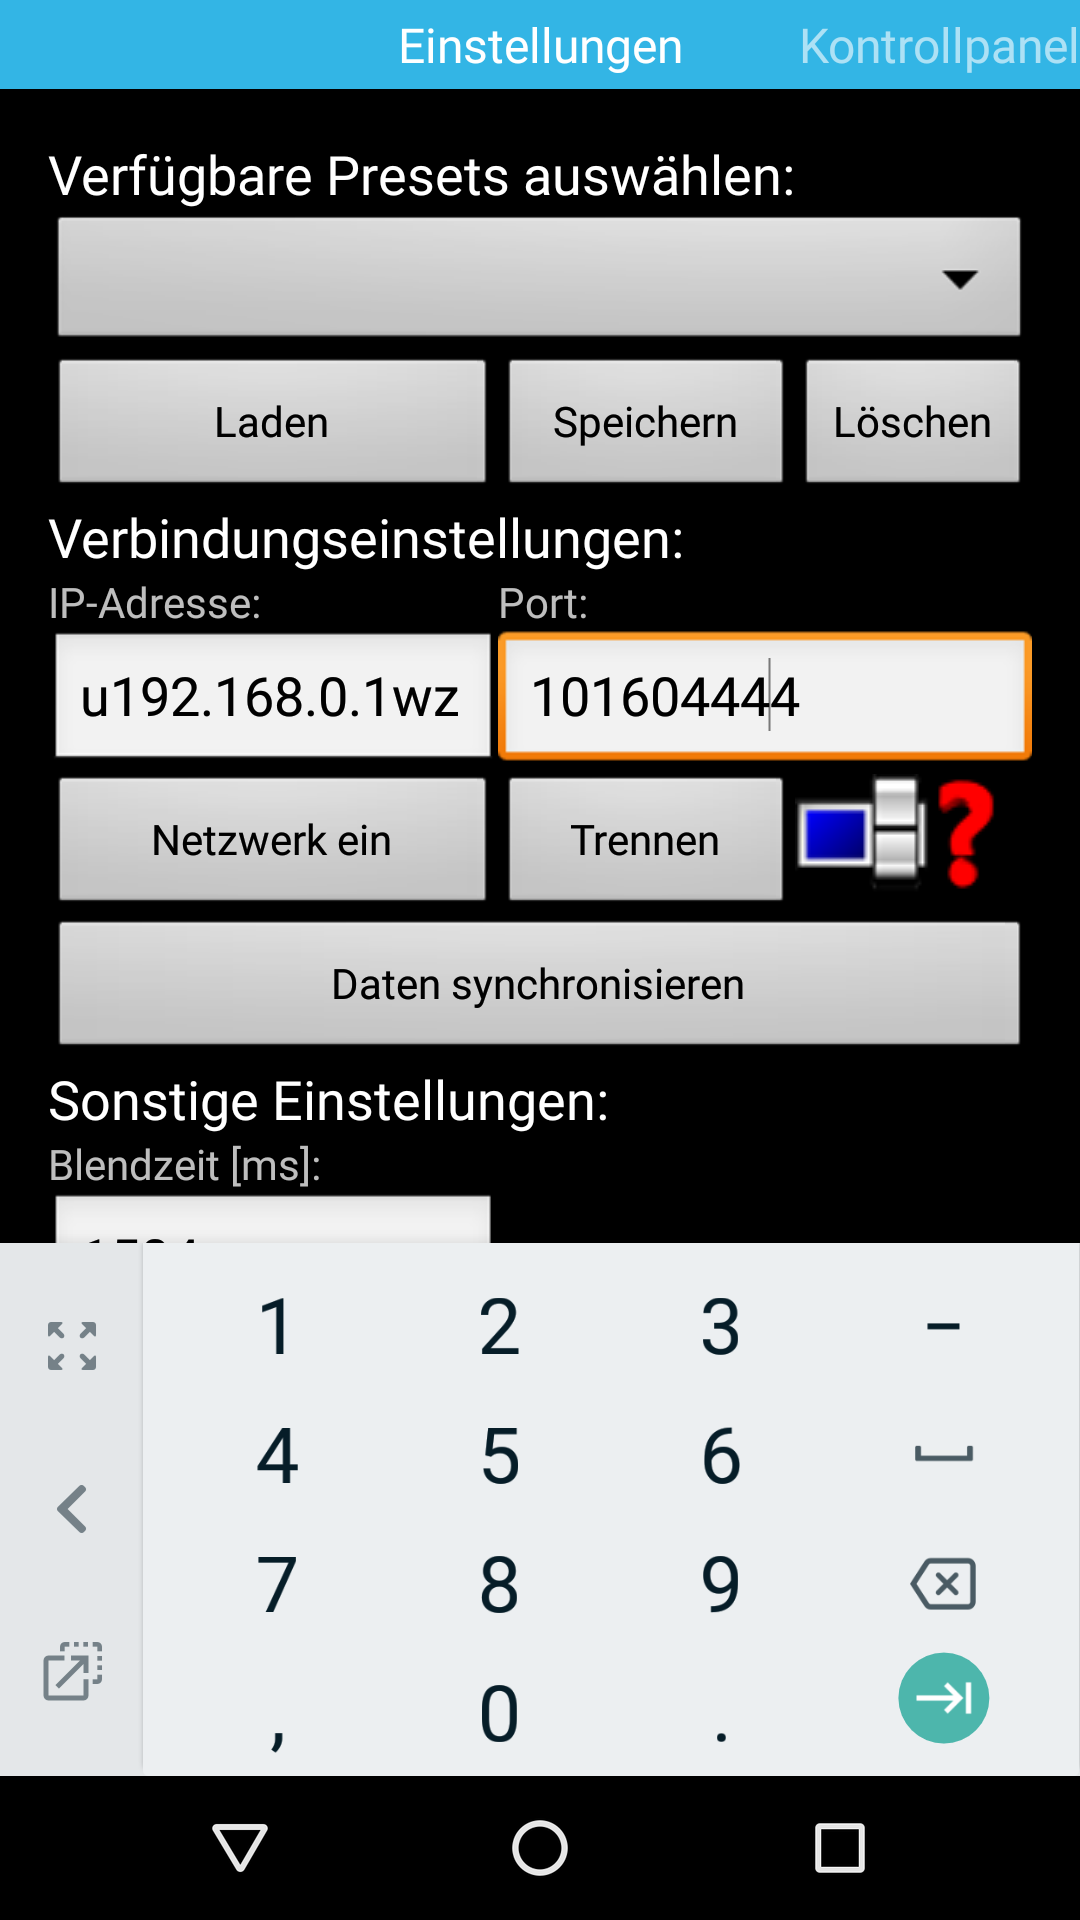 Einstellungen Kontrollpanel
Verfügbare Presets auswählen:
Laden Speichern Löschen
Verbindungseinstellungen:
IP-Adresse: Port:
u192.168.0.1wz 101604444
Netzwerk ein Trennen ?
Daten synchronisieren
Sonstige Einstellungen:
Blendzeit [ms]:
1 2 3 -
4 5 6
7 8 9
, 0 .